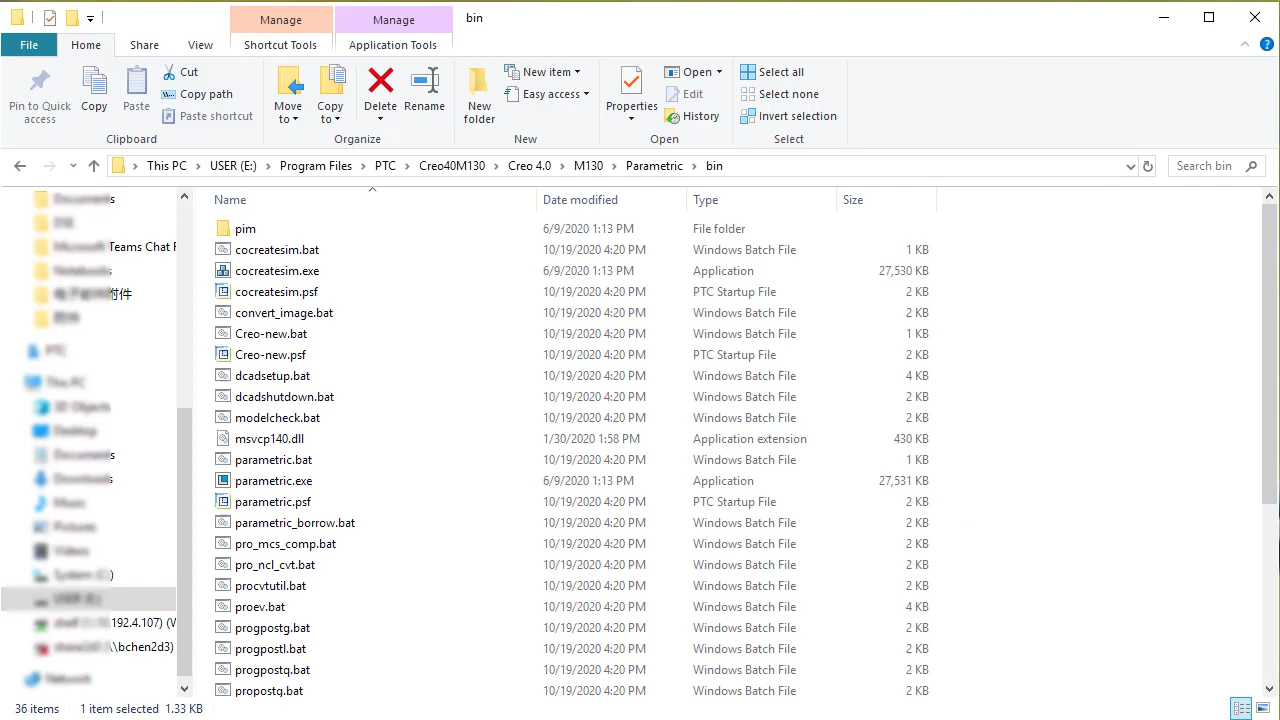 Manage
Manage
bin
File
Home
Share
View
Shortcut Tools
Application Tools
Pin to Quick access
Copy
Paste
Cut
Copy path
Paste shortcut
Clipboard
Move to
Copy to
Delete
Rename
Organize
New folder
New item
Easy access
New
Properties
Open
Edit
History
Open
Select all
Select none
Invert selection
Select
This PC
USER (E:)
Program Files
PTC
Creo40M130
Creo 4.0
M130
Parametric
bin
Search bin
Name Date modified Type Size
pim 6/9/2020 1:13 PM File folder
cocreatesim.bat 10/19/2020 4:20 PM Windows Batch File 1 KB
cocreatesim.exe 6/9/2020 1:13 PM Application 27,530 KB
cocreatesim.psf 10/19/2020 4:20 PM PTC Startup File 2 KB
convert_image.bat 10/19/2020 4:20 PM Windows Batch File 2 KB
Creo-new.bat 10/19/2020 4:20 PM Windows Batch File 1 KB
Creo-new.psf 10/19/2020 4:20 PM PTC Startup File 2 KB
dcadsetup.bat 10/19/2020 4:20 PM Windows Batch File 4 KB
dcadshutdown.bat 10/19/2020 4:20 PM Windows Batch File 2 KB
modelcheck.bat 10/19/2020 4:20 PM Windows Batch File 2 KB
msvcp140.dll 1/30/2020 1:58 PM Application extension 430 KB
parametric.bat 10/19/2020 4:20 PM Windows Batch File 1 KB
parametric.exe 6/9/2020 1:13 PM Application 27,531 KB
parametric.psf 10/19/2020 4:20 PM PTC Startup File 2 KB
parametric_borrow.bat 10/19/2020 4:20 PM Windows Batch File 2 KB
pro_mcs_comp.bat 10/19/2020 4:20 PM Windows Batch File 2 KB
pro_ncl_cvt.bat 10/19/2020 4:20 PM Windows Batch File 2 KB
procvtutil.bat 10/19/2020 4:20 PM Windows Batch File 2 KB
proev.bat 10/19/2020 4:20 PM Windows Batch File 4 KB
progpostg.bat 10/19/2020 4:20 PM Windows Batch File 2 KB
progpostl.bat 10/19/2020 4:20 PM Windows Batch File 2 KB
progpostq.bat 10/19/2020 4:20 PM Windows Batch File 2 KB
propostq.bat 10/19/2020 4:20 PM Windows Batch File 2 KB
Documents
Microsoft Teams Chat F
Notebooks
附件
PTC
This PC
3D Objects
Desktop
Documents
Downloads
Music
Pictures
Videos
System (C:)
USER (E:)
192.4.107) (W
\\bchen2d3)
Network
36 items
1 item selected 1.33 KB